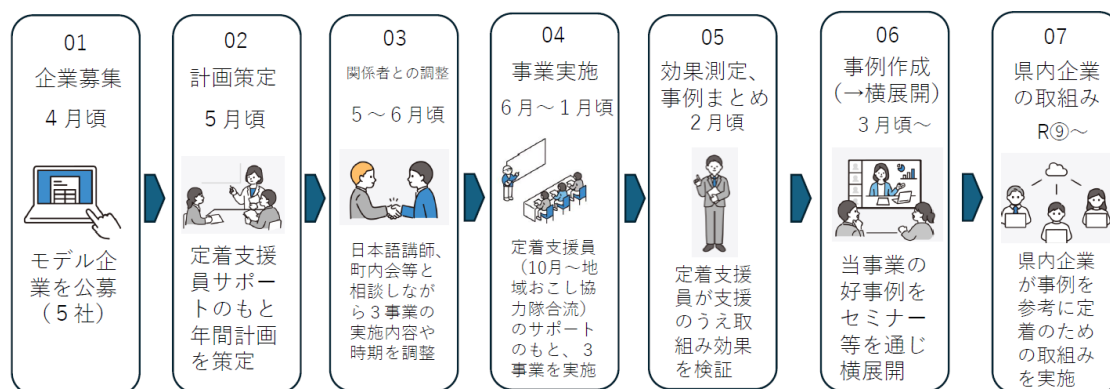 01
企業募集
4月頃
モデル企
業を公募
(5社)
02
計画策定
5月頃
定着支援
員サポー
トのもと
年間計画
を策定
03
関係者との調整
5~6月頃
日本語講師、
町内会等と
相談しなが
ら3事業の
実施内容や
時期を調整
04
事業実施
6月~1月頃
定着支援員
(10月~地
域おこし協
力隊合流)
のサポート
のもと、3
事業を実施
05
効果測定、
事例まとめ
2月頃
定着支援
員が支援
のうえ取
組み効果
を検証
06
事例作成
(→横展開)
3月頃~
当事業の
好事例を
セミナー
等を通じ
横展開
07
県内企業
の取組み
R⑨~
県内企業
が事例を
参考に定
着のため
の取組み
を実施